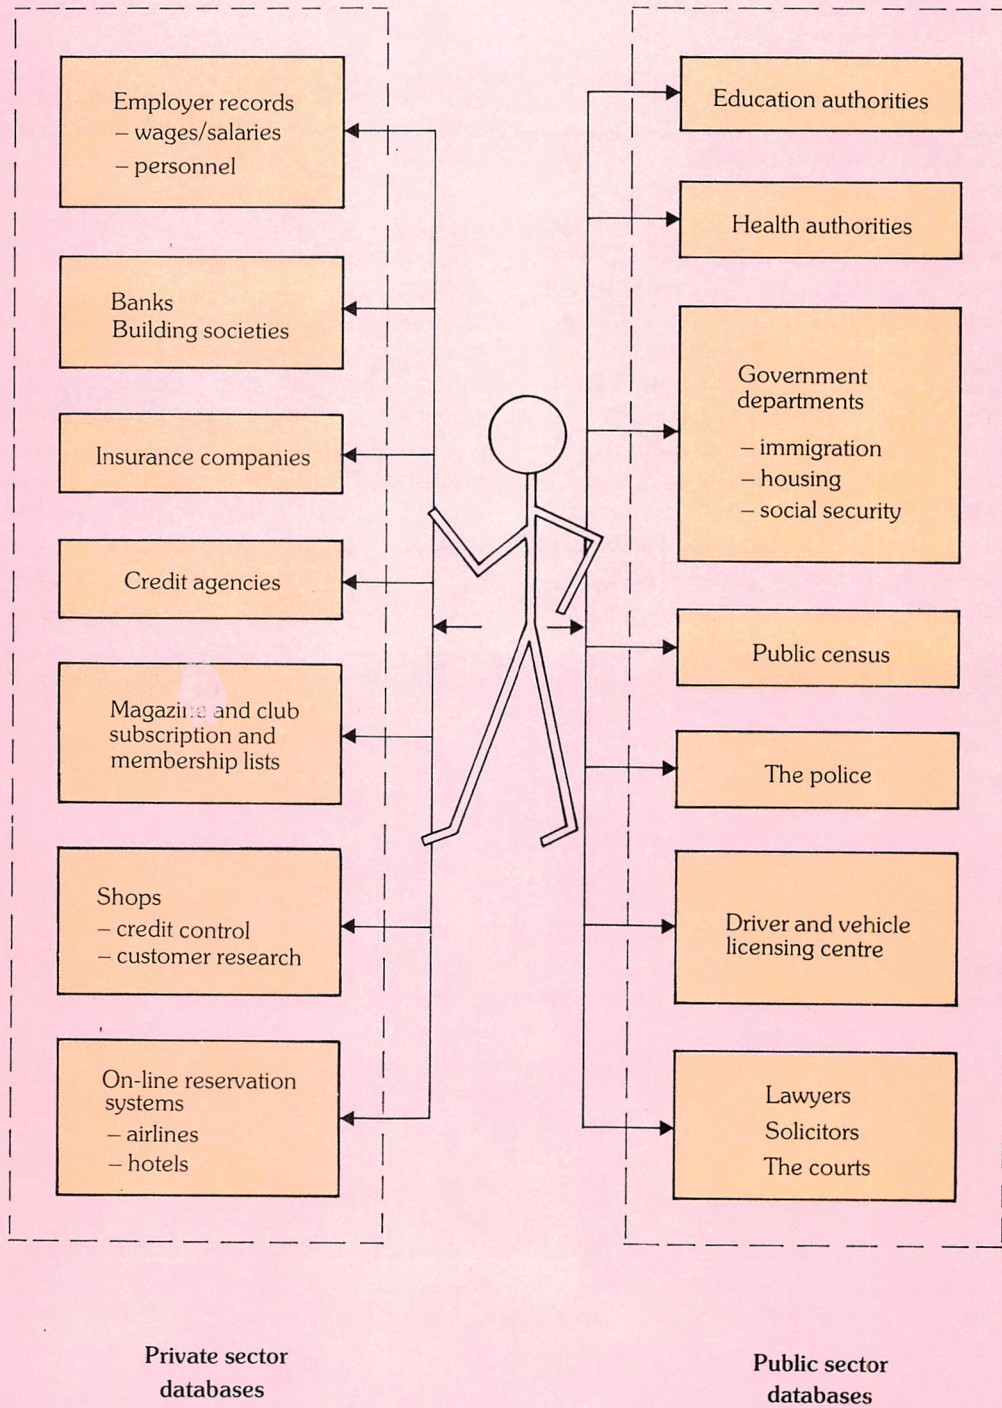 Employer records
– wages/salaries
– personnel
Banks
Building societies
Insurance companies
Credit agencies
Magazine and club
subscription and
membership lists
Shops
– credit control
– customer research
On-line reservation
systems
– airlines
– hotels
Private sector
databases
Education authorities
Health authorities
Government
departments
– immigration
– housing
– social security
Public census
The police
Driver and vehicle
licensing centre
Lawyers
Solicitors
The courts
Public sector
databases